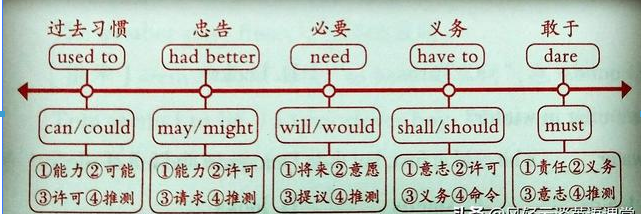 过去习惯 忠告 必要 义务 敢于
used to had better need have to dare
can/could may/might will/would shall/should must
①能力②可能 ①能力②许可 ①将来②意愿 ①意志②许可 ①责任②义务
③许可④推测 ③请求④推测 ③提议④推测 ③义务④命令 ③意志④推测